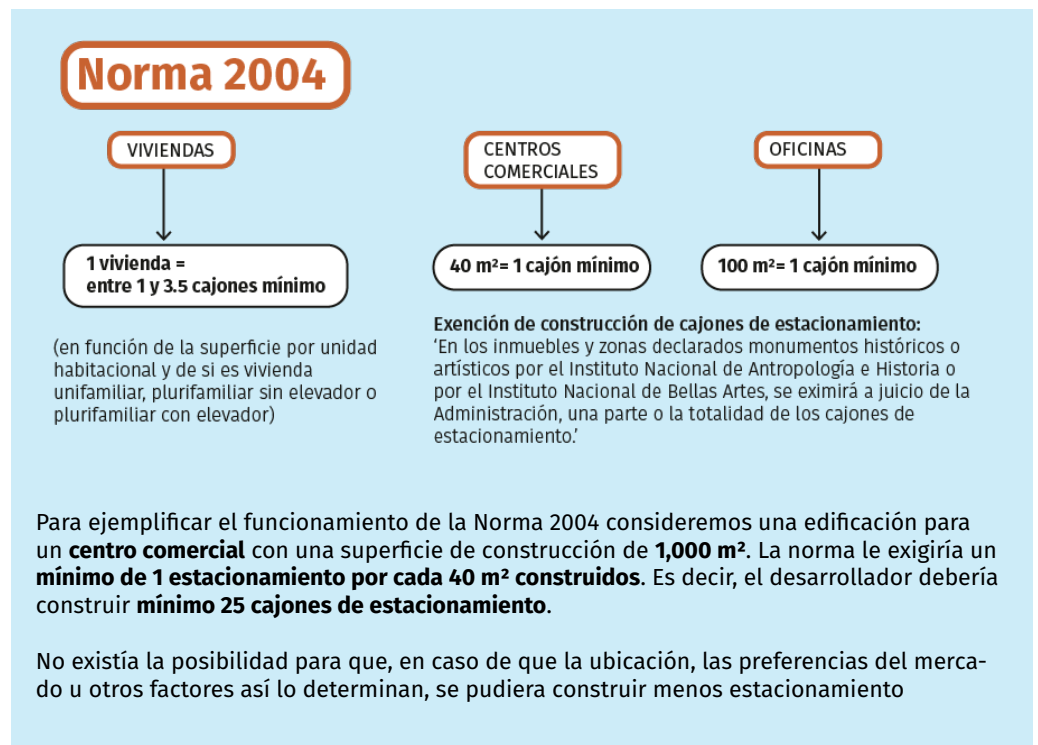 Norma 2004
VIVIENDAS
1 vivienda =
entre 1 y 3.5 cajones mínimo
(en función de la superficie por unidad
habitacional y de si es vivienda
unifamiliar, plurifamiliar sin elevador o
plurifamiliar con elevador)
CENTROS
COMERCIALES
40 m²= 1 cajón mínimo
OFICINAS
100 m²= 1 cajón mínimo
Exención de construcción de cajones de estacionamiento:
‘En los inmuebles y zonas declarados monumentos históricos o
artísticos por el Instituto Nacional de Antropología e Historia o
por el Instituto Nacional de Bellas Artes, se eximirá a juicio de la
Administración, una parte o la totalidad de los cajones de
estacionamiento.’
Para ejemplificar el funcionamiento de la Norma 2004 consideremos una edificación para
un centro comercial con una superficie de construcción de 1,000 m². La norma le exigiría un
mínimo de 1 estacionamiento por cada 40 m² construidos. Es decir, el desarrollador debería
construir mínimo 25 cajones de estacionamiento.
No existía la posibilidad para que, en caso de que la ubicación, las preferencias del merca-
do u otros factores así lo determinan, se pudiera construir menos estacionamiento